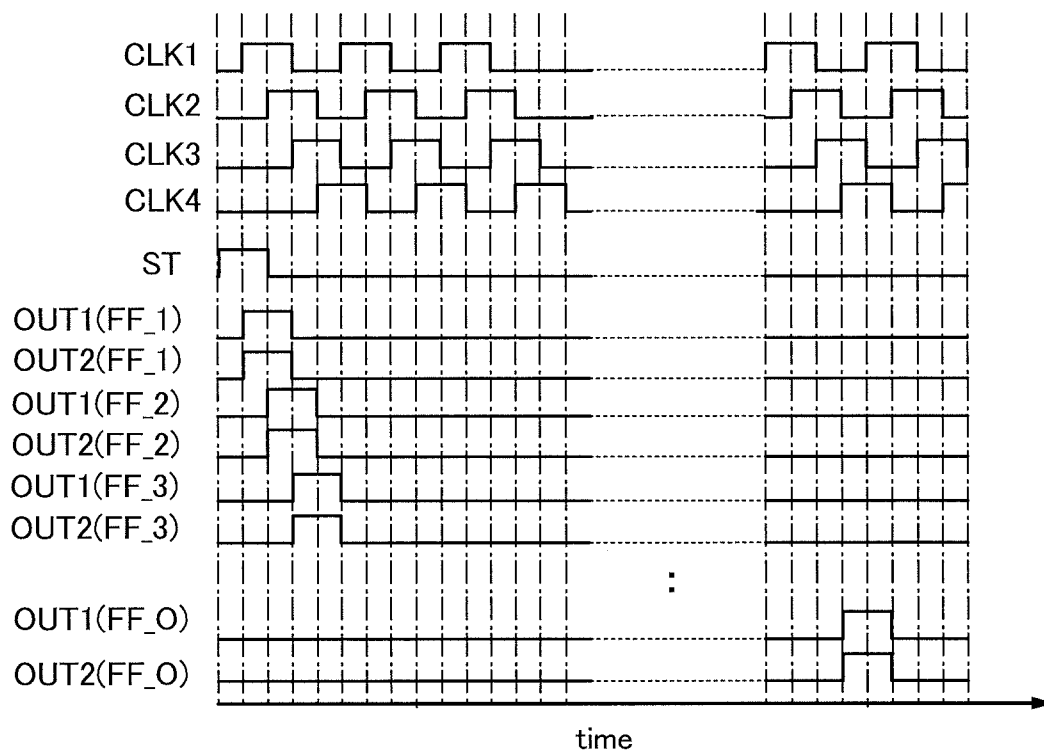 CLK1
CLK2
CLK3
CLK4
ST
OUT1(FF_1)
OUT2(FF_1)
OUT1(FF_2)
OUT2(FF_2)
OUT1(FF_3)
OUT2(FF_3)
:
OUT1(FF_O)
OUT2(FF_O)
time